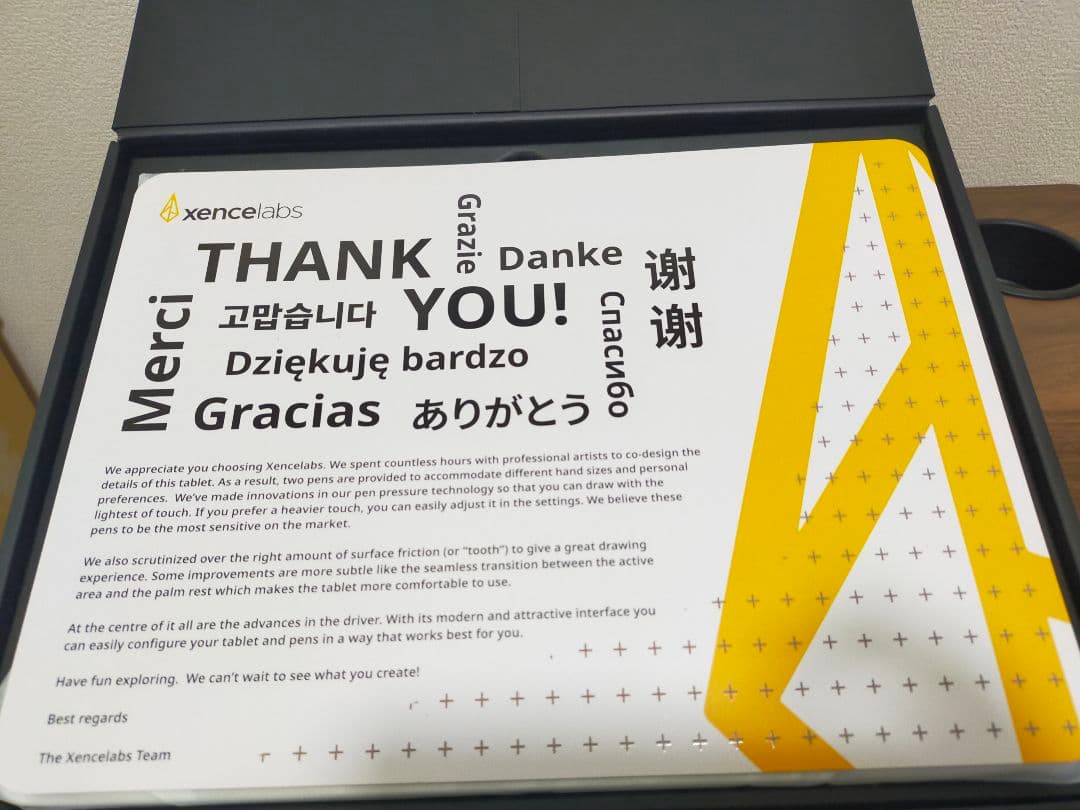 xencelabs
THANK
Grazie
Danke
谢谢
Merci
고맙습니다
YOU!
Спасибо
Dziękuję bardzo
Gracias
ありがとう
We appreciate you choosing Xencelabs. We spent countless hours with professional artists to co-design the
details of this tablet. As a result, two pens are provided to accommodate different hand sizes and personal
preferences. We've made innovations in our pen pressure technology so that you can draw with the
lightest of touch. If you prefer a heavier touch, you can easily adjust it in the settings. We believe these
pens to be the most sensitive on the market.
We also scrutinized over the right amount of surface friction (or "tooth") to give a great drawing
experience. Some improvements are more subtle like the seamless transition between the active
area and the palm rest which makes the tablet more comfortable to use.
At the centre of it all are the advances in the driver. With its modern and attractive interface you
can easily configure your tablet and pens in a way that works best for you.
Have fun exploring. We can't wait to see what you create!
Best regards
The Xencelabs Team